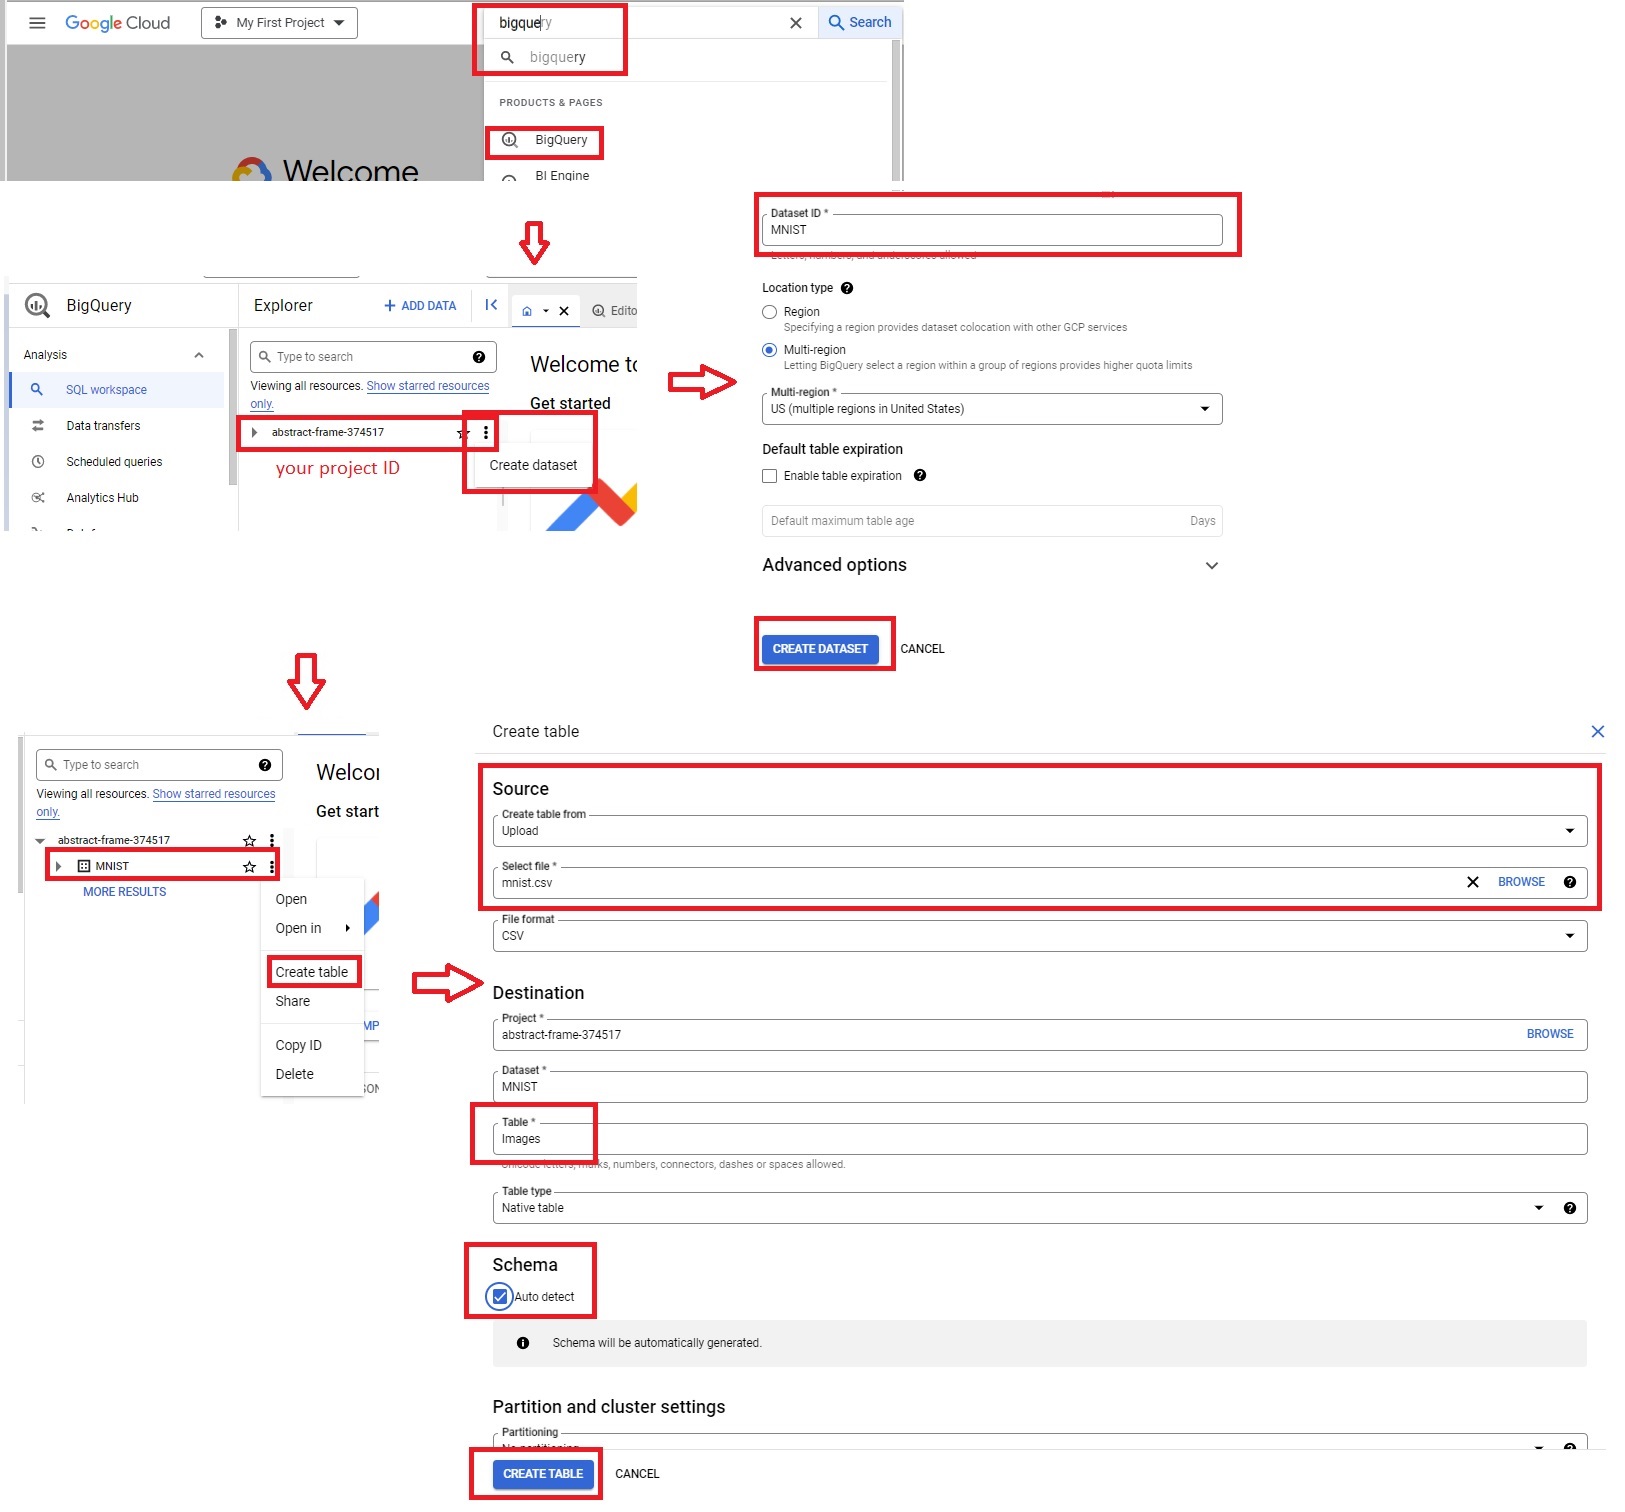 Google Cloud
My First Project
bigquery
Search
bigquery
PRODUCTS & PAGES
BigQuery
BI Engine
Welcome
BigQuery
Explorer
+ ADD DATA
Analysis
Type to search
SQL workspace
Viewing all resources. Show starred resources
only.
Data transfers
abstract-frame-374517
your project ID
Scheduled queries
Analytics Hub
Welcome to
Get started
Create dataset
Dataset ID *
MNIST
Letters, numbers, and underscores allowed
Location type
Region
Specifying a region provides dataset colocation with other GCP services
Multi-region
Letting BigQuery select a region within a group of regions provides higher quota limits
Multi-region *
US (multiple regions in United States)
Default table expiration
Enable table expiration
Default maximum table age
Days
Advanced options
CREATE DATASET
CANCEL
Type to search
Viewing all resources. Show starred resources
only.
abstract-frame-374517
MNIST
MORE RESULTS
Get start
Open
Open in
Create table
Share
Copy ID
Delete
Create table
Source
Create table from
Upload
Select file *
mnist.csv
BROWSE
File format
CSV
Destination
Project *
abstract-frame-374517
BROWSE
Dataset *
MNIST
Table *
Images
Unicode letters, marks, numbers, connectors, dashes or spaces allowed.
Table type
Native table
Schema
Auto detect
Schema will be automatically generated.
Partition and cluster settings
Partitioning
No partitioning
CREATE TABLE
CANCEL